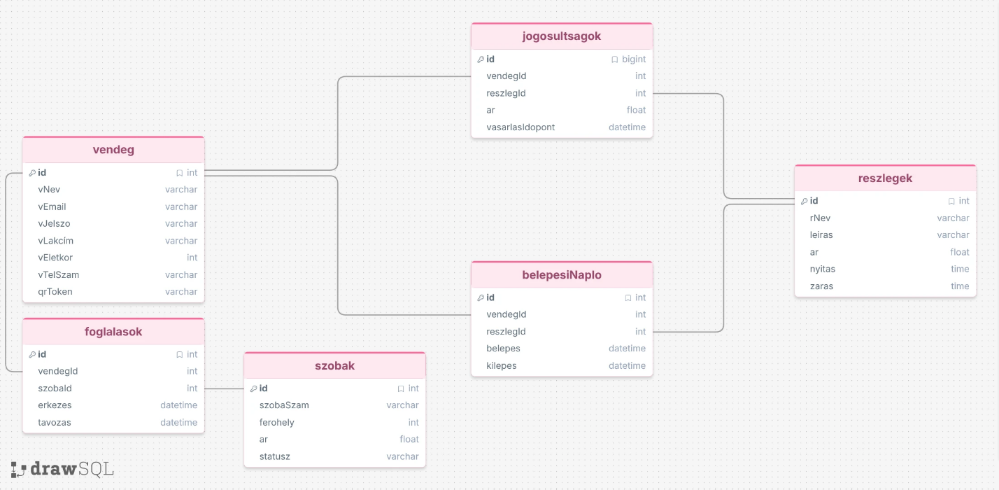 jogosultsagok
id bigint
vendegId int
reszlegId int
ar float
vasarlasIdopont datetime
vendeg
id int
vNev varchar
vEmail varchar
vJelszo varchar
vLakcím varchar
vEletkor int
vTelSzam varchar
qrToken varchar
reszlegek
id int
rNev varchar
leiras varchar
ar float
nyitas time
zaras time
belepesiNaplo
id int
vendegId int
reszlegId int
belepes datetime
kilepes datetime
foglalasok
id int
vendegId int
szobaId int
erkezes datetime
tavozas datetime
szobak
id int
szobaSzam varchar
ferohely int
ar float
statusz varchar
drawSQL